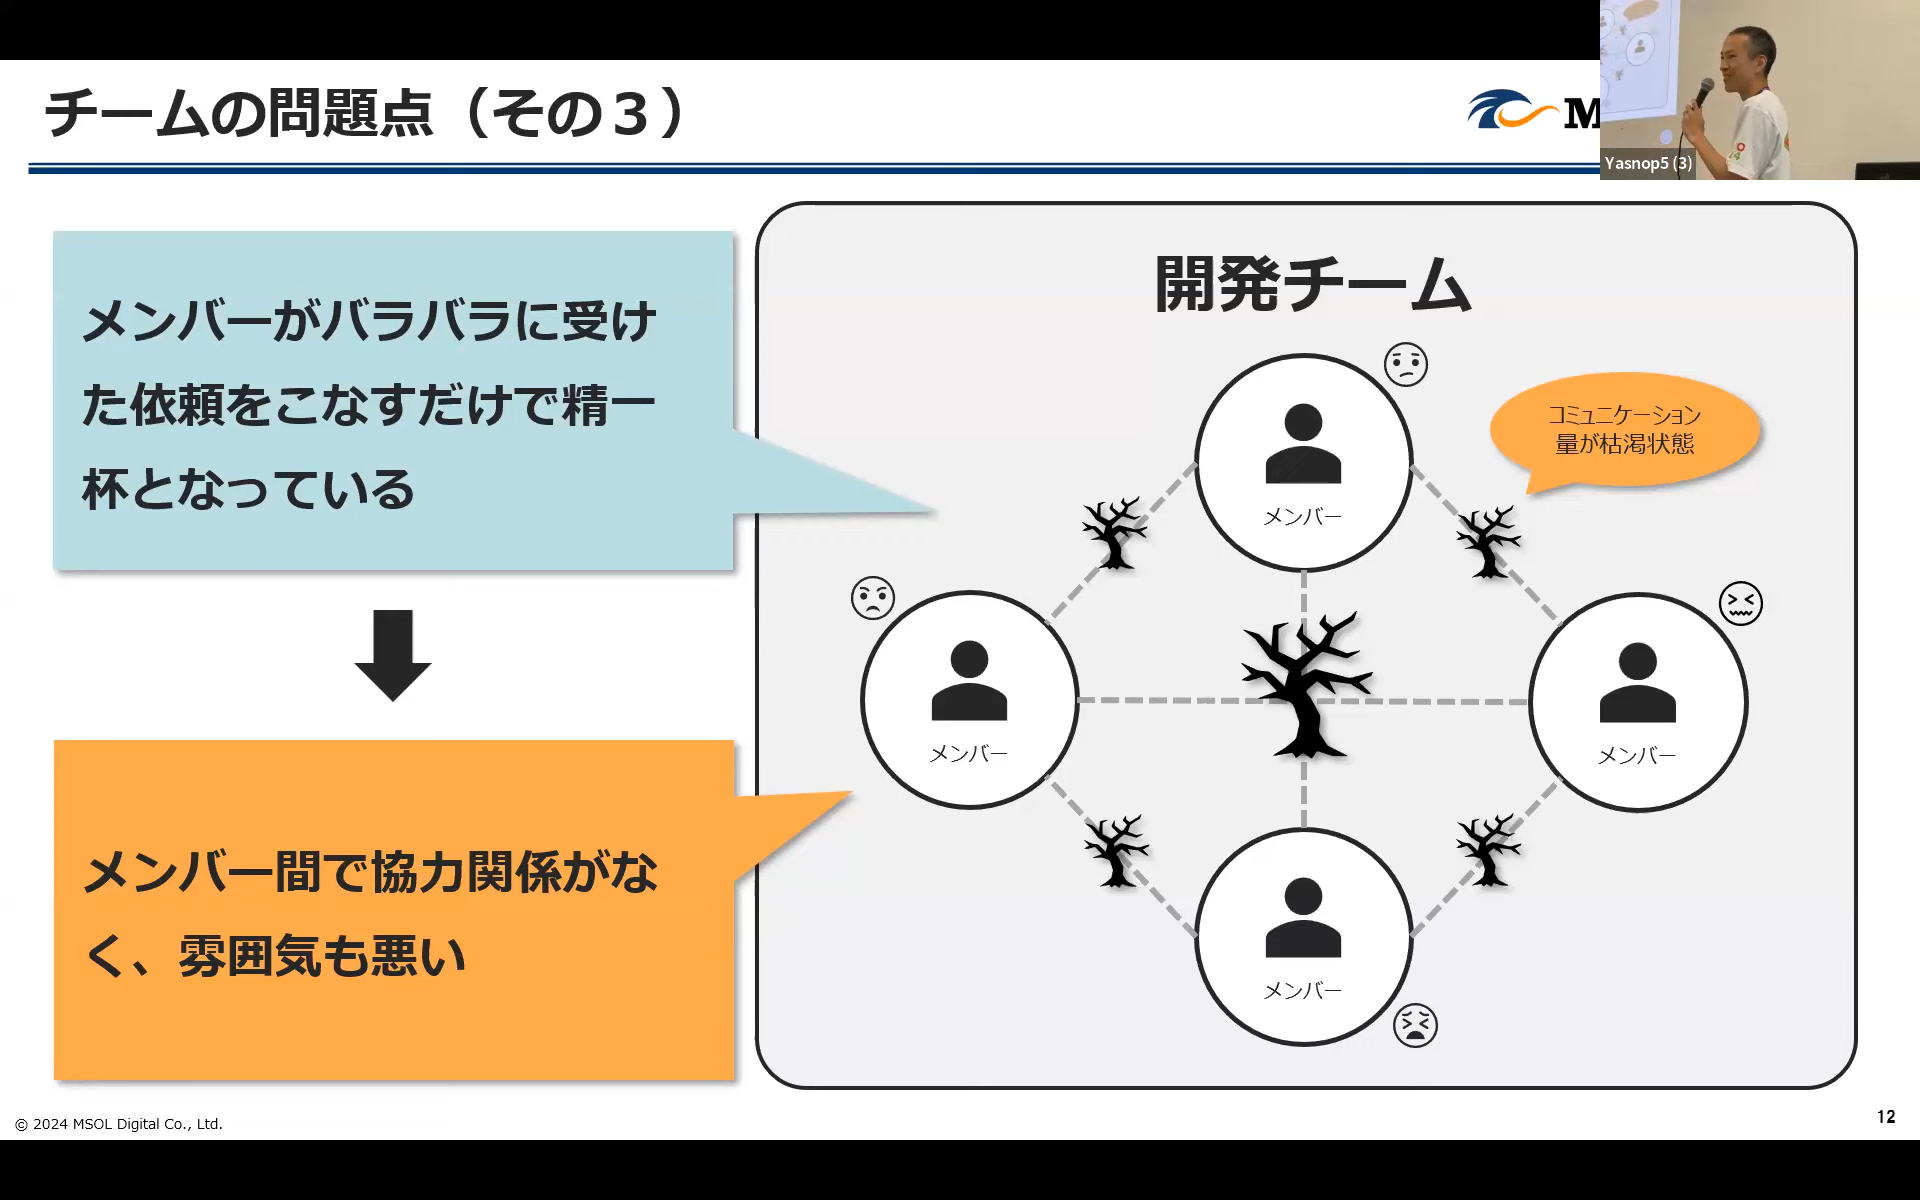 チームの問題点（その３）
M
Yasnop5 (3)
メンバーがバラバラに受け
た依頼をこなすだけで精一
杯となっている
メンバー間で協力関係がな
く、雰囲気も悪い
開発チーム
コミュニケーション
量が枯渇状態
メンバー
メンバー
メンバー
メンバー
© 2024 MSOL Digital Co., Ltd.
12